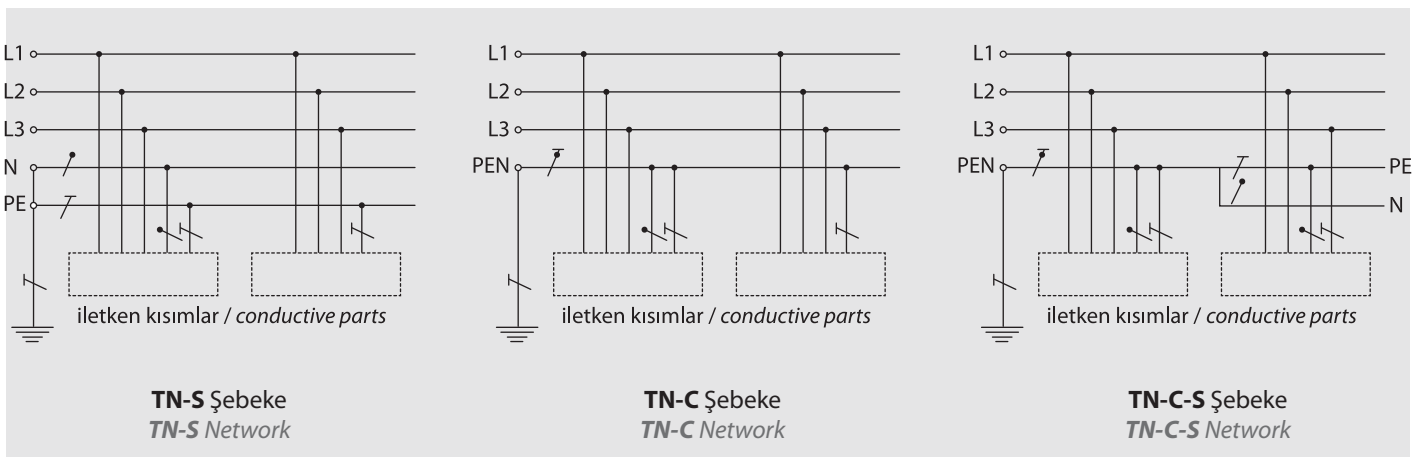 L1
L2
L3
N
PE
iletken kısımlar / conductive parts
TN-S Şebeke
TN-S Network
L1
L2
L3
PEN
iletken kısımlar / conductive parts
TN-C Şebeke
TN-C Network
L1
L2
L3
PEN
PE
N
iletken kısımlar / conductive parts
TN-C-S Şebeke
TN-C-S Network